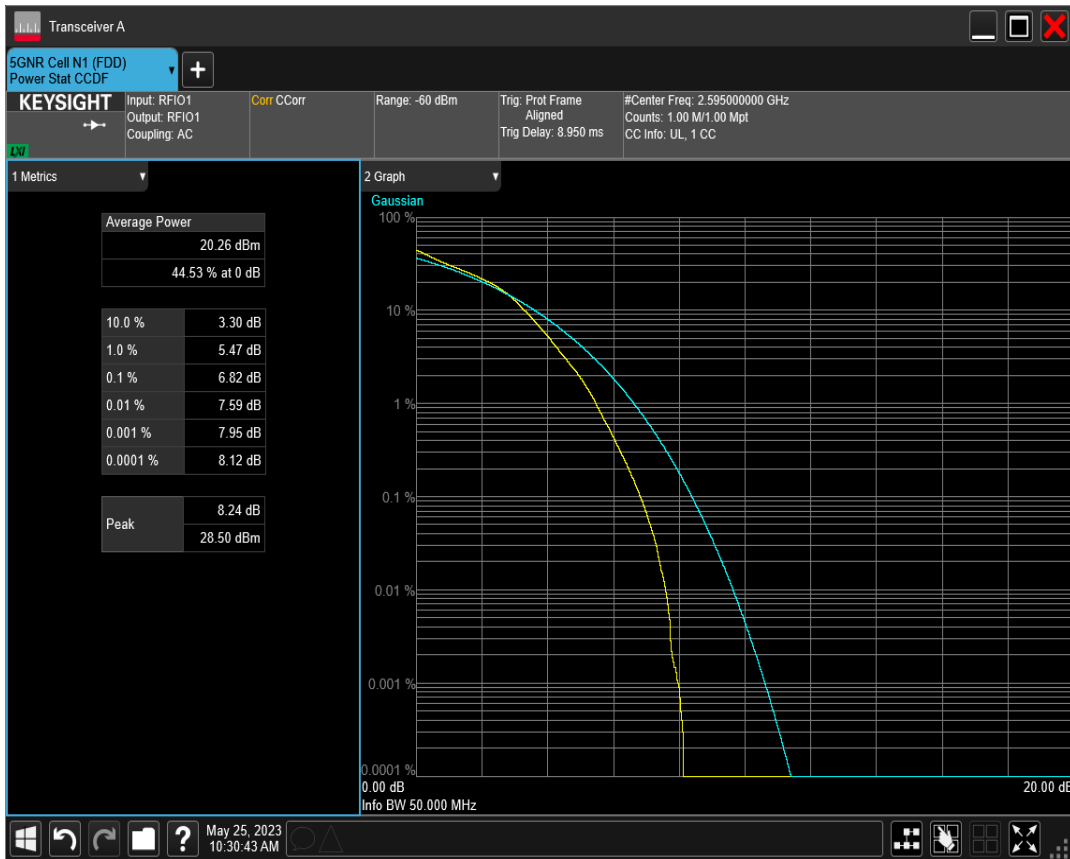 Transceiver A
5GNR Cell N1 (FDD)
Power Stat CCDF
KEYSIGHT
LXI
Input: RFIO1
Output: RFIO1
Coupling: AC
Corr CCorr
Range: -60 dBm
Trig: Prot Frame
Aligned
Trig Delay: 8.950 ms
#Center Freq: 2.595000000 GHz
Counts: 1.00 M/1.00 Mpt
CC Info: UL, 1 CC
1 Metrics
Average Power
20.26 dBm
44.53 % at 0 dB
10.0 % 3.30 dB
1.0 % 5.47 dB
0.1 % 6.82 dB
0.01 % 7.59 dB
0.001 % 7.95 dB
0.0001 % 8.12 dB
Peak
8.24 dB
28.50 dBm
2 Graph
Gaussian
100 %
10 %
1 %
0.1 %
0.01 %
0.001 %
0.0001 %
0.00 dB
20.00 dB
Info BW 50.000 MHz
?
May 25, 2023
10:30:43 AM